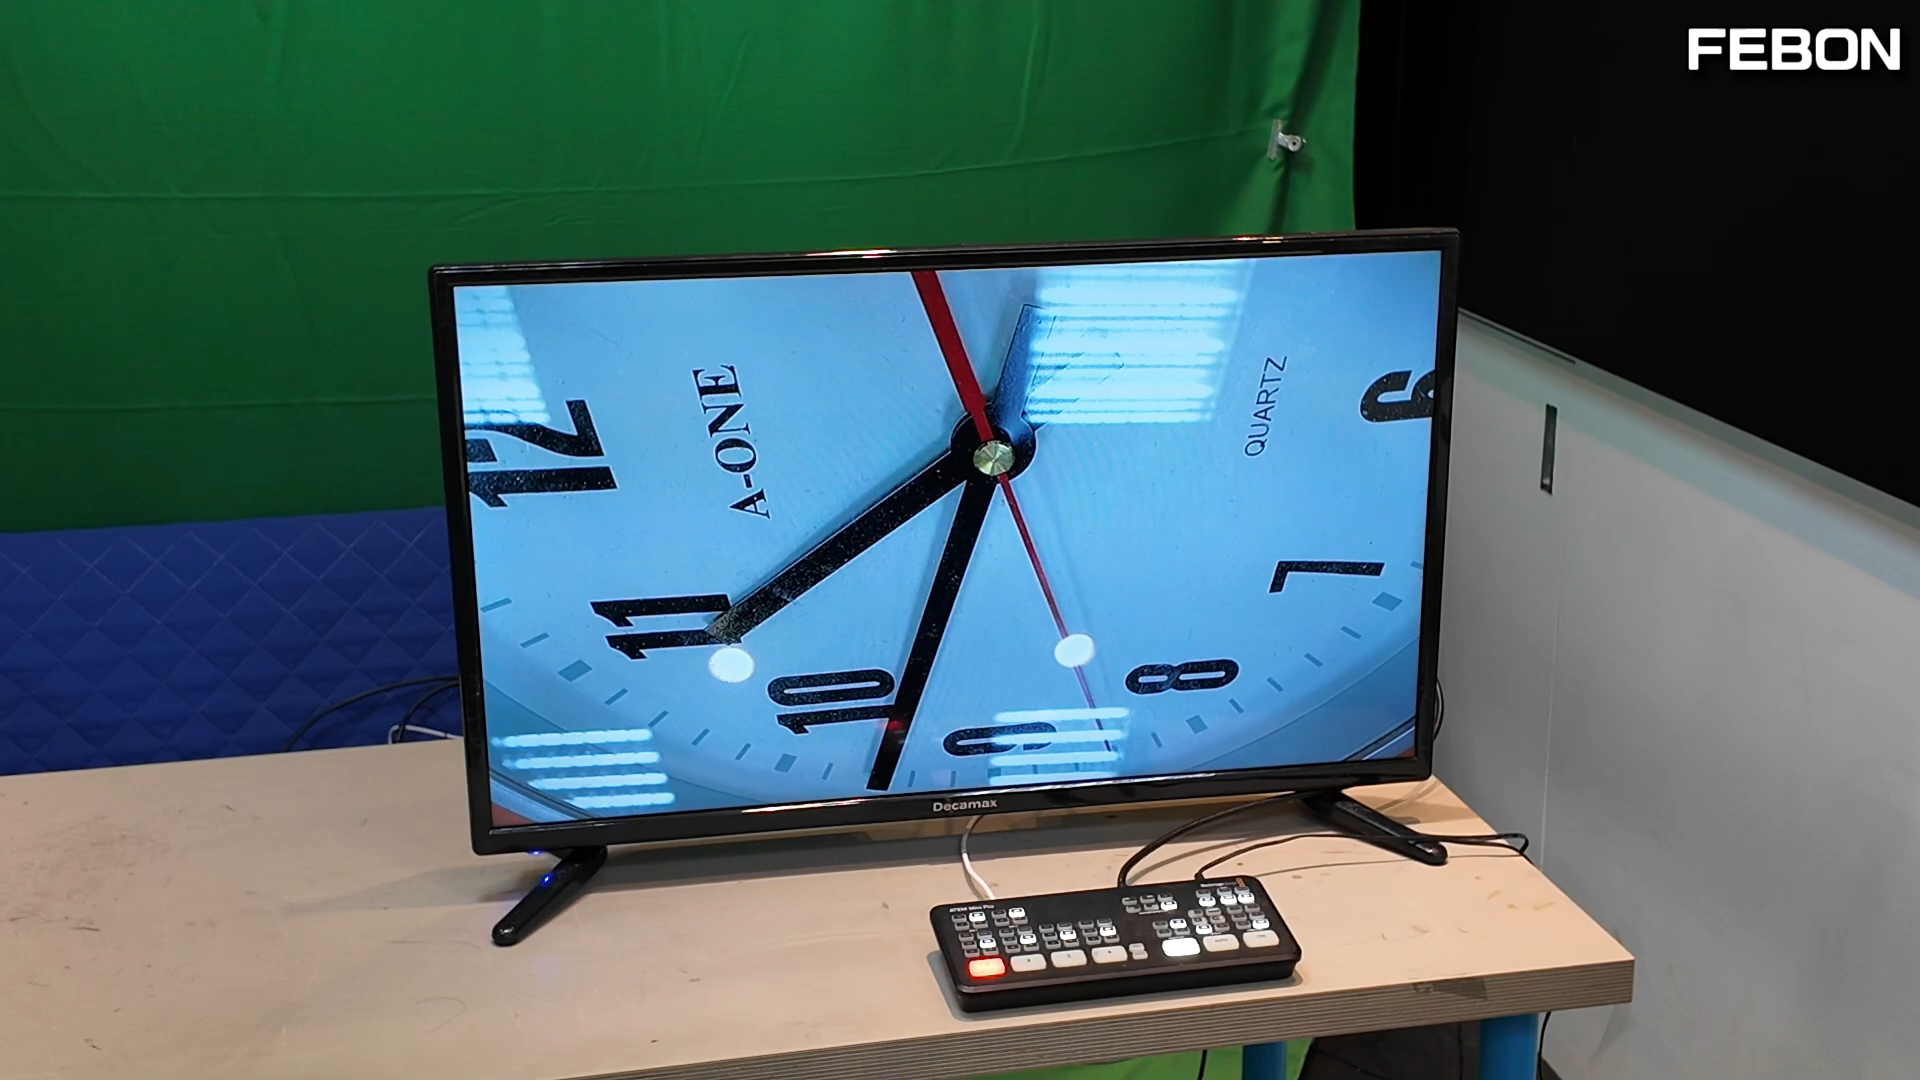 FEBON
12
A-ONE
QUARTZ
6
11
10
9
8
7
Decamax
ATEM Mini Pro